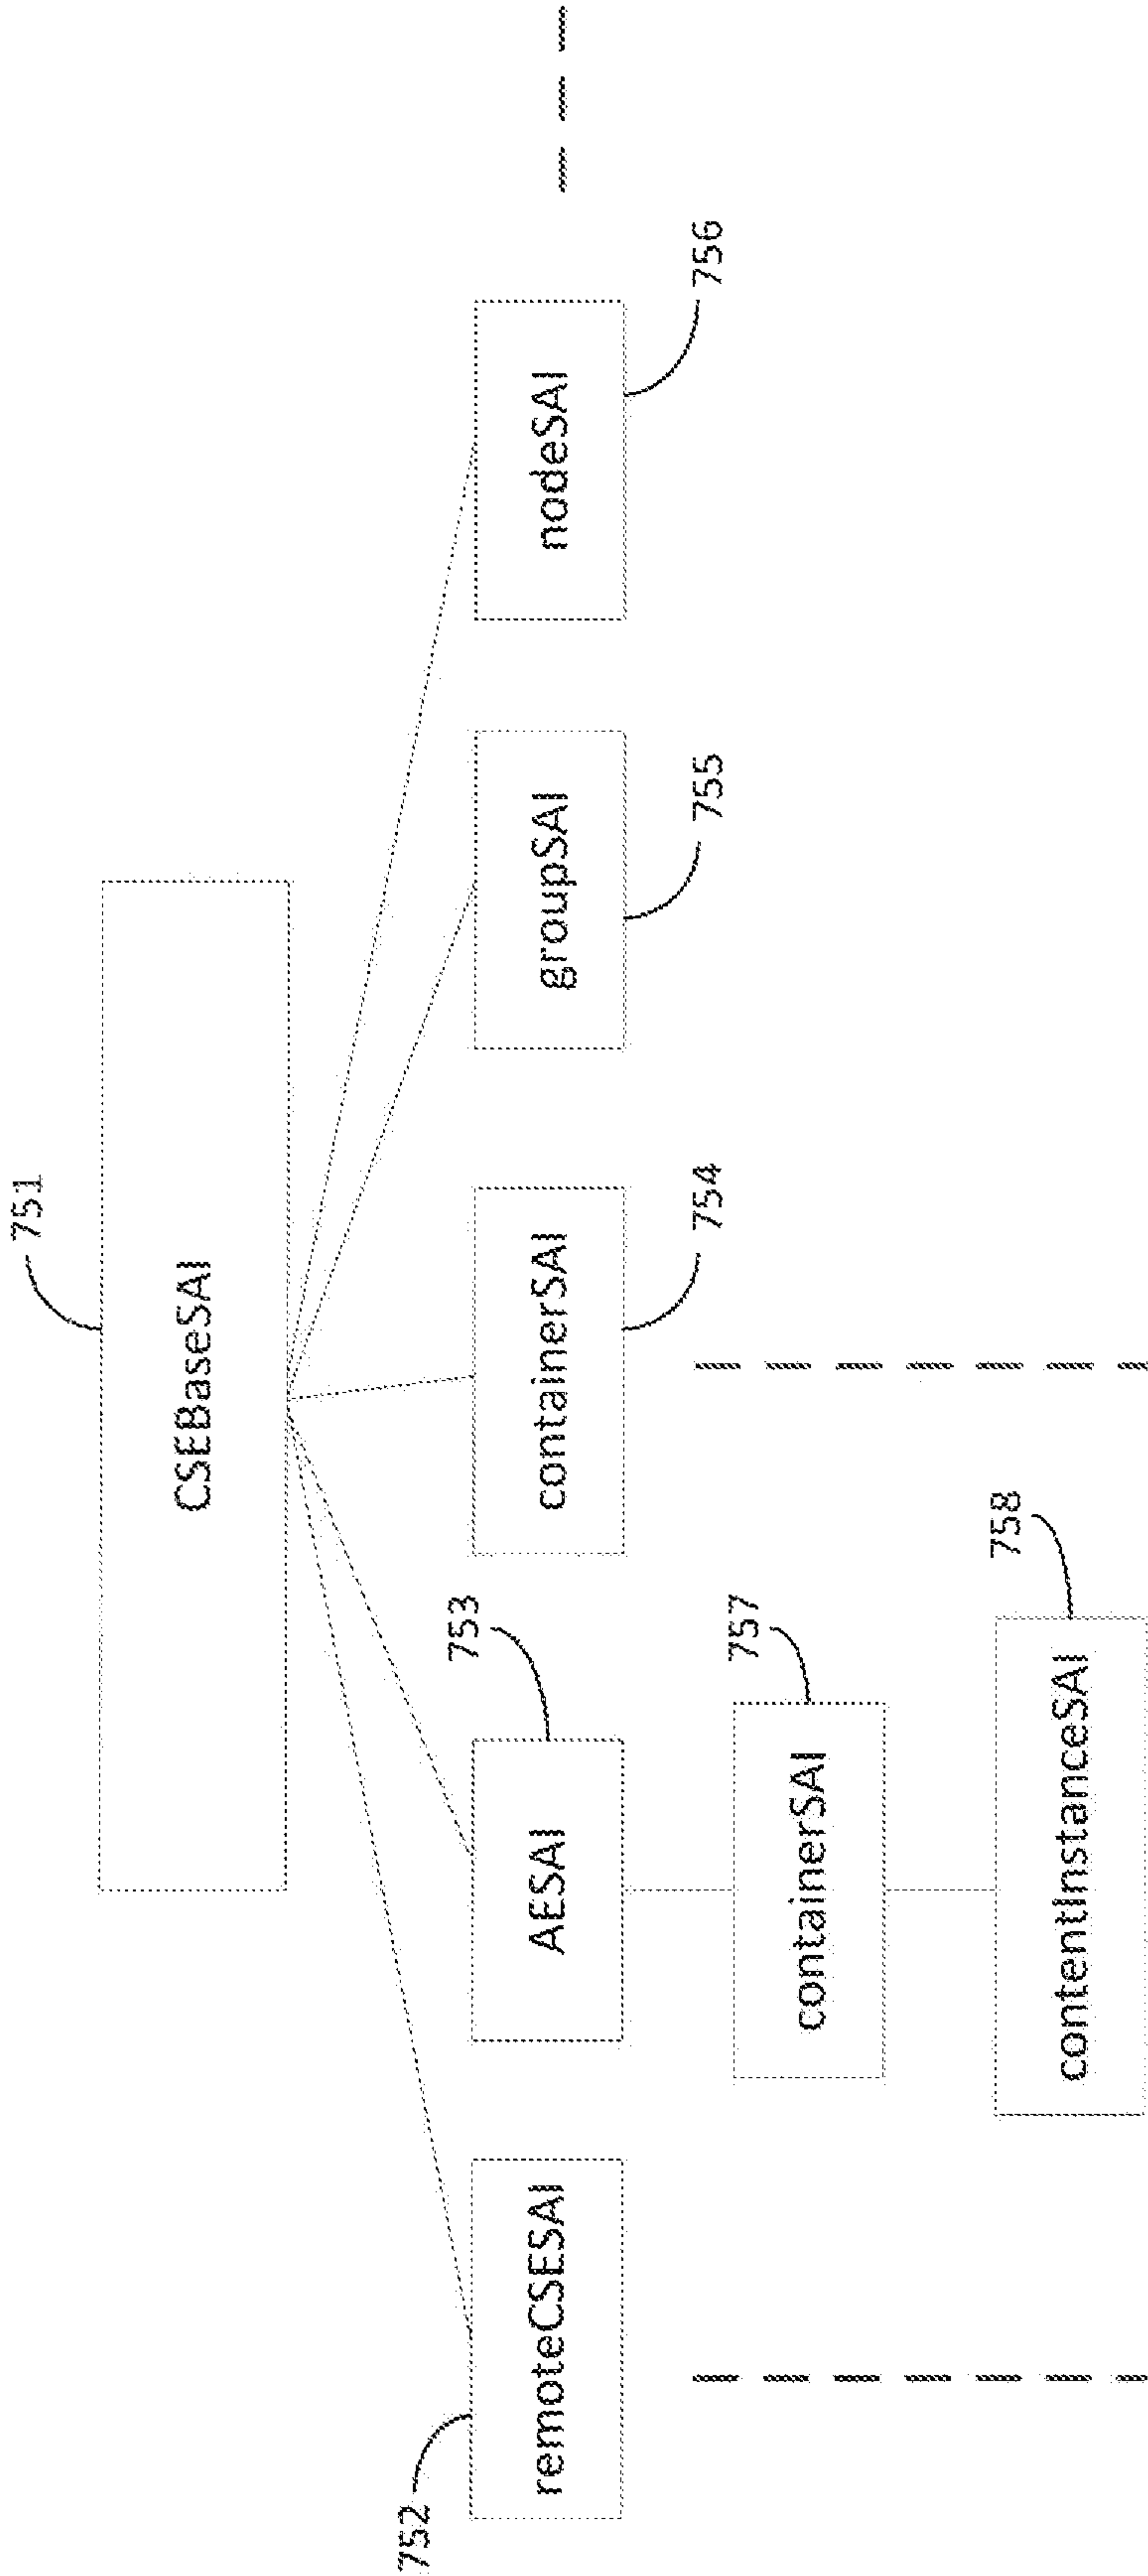 751
CSEBaseSAI
752
remoteCSESAI
753
AESAI
containerSAI
754
groupSAI
755
nodeSAI
756
757
containerSAI
758
contentInstanceSAI